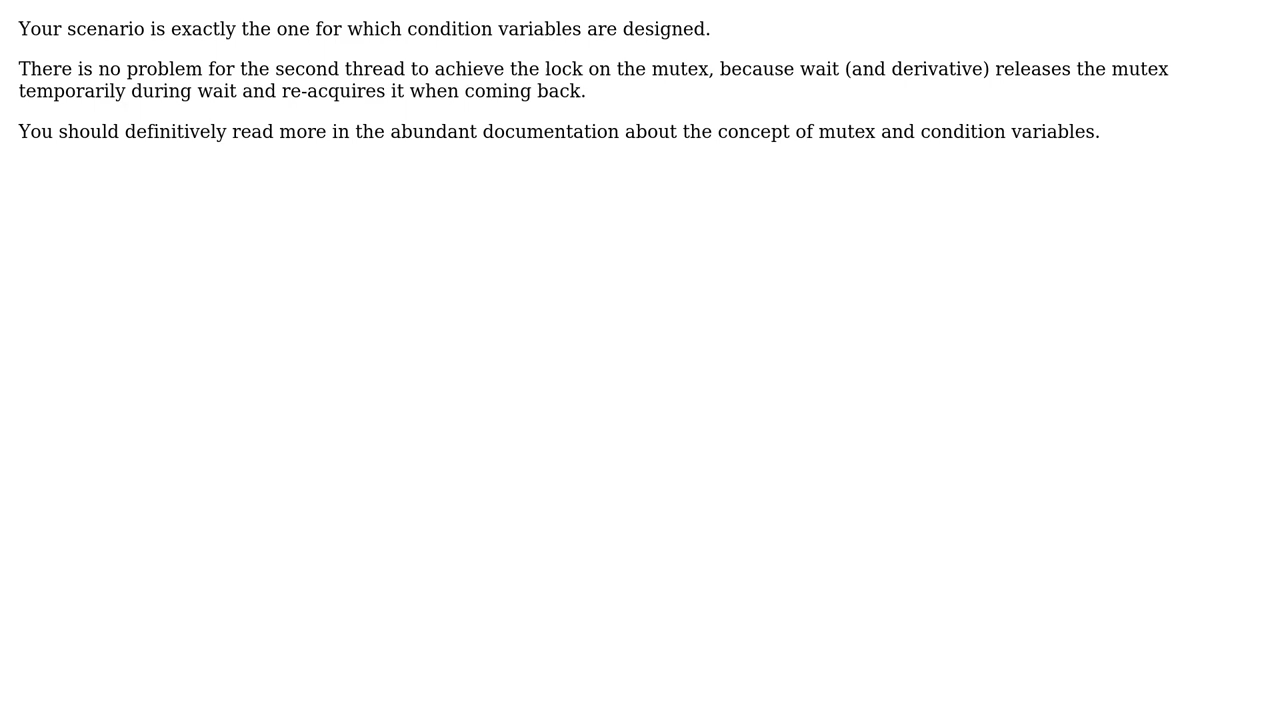 Your scenario is exactly the one for which condition variables are designed.
There is no problem for the second thread to achieve the lock on the mutex, because wait (and derivative) releases the mutex
temporarily during wait and re-acquires it when coming back.
You should definitively read more in the abundant documentation about the concept of mutex and condition variables.